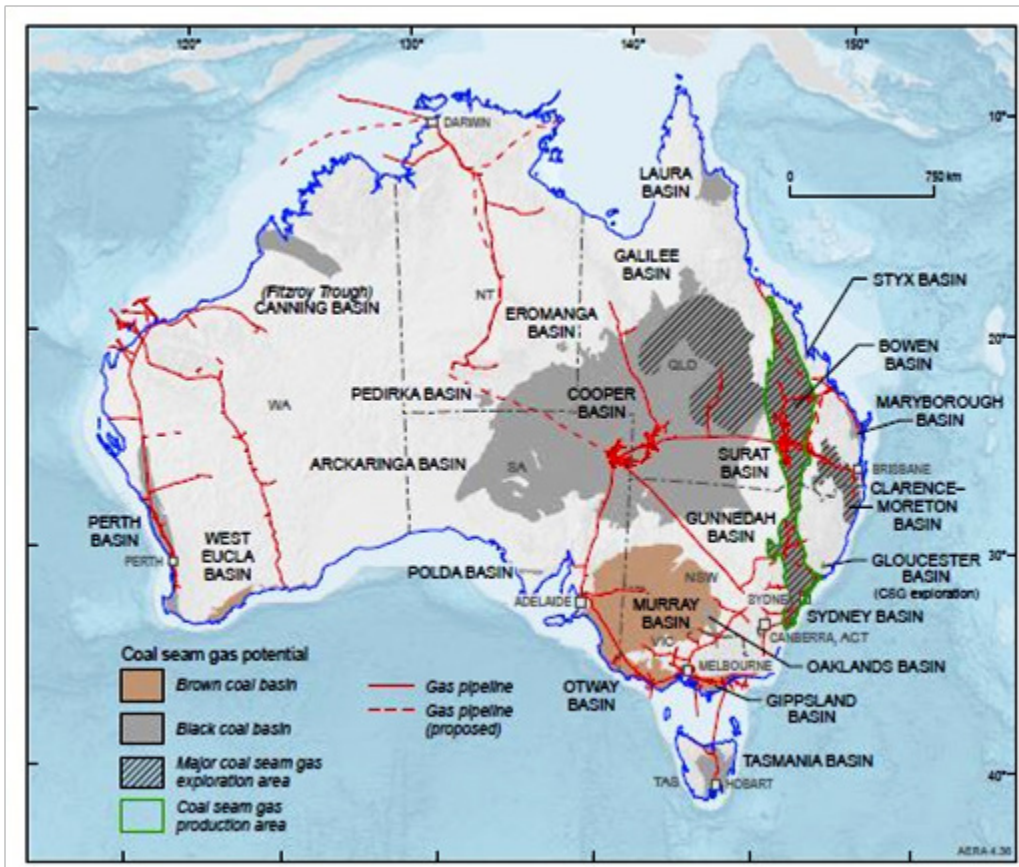 120°
130°
140°
150°
10°
20°
30°
40°
DARWIN
0
750 km
LAURA
BASIN
GALILEE
BASIN
STYX BASIN
(Fitzroy Trough)
CANNING BASIN
NT
EROMANGA
BASIN
QLD
BOWEN
BASIN
WA
PEDIRKA BASIN
COOPER
BASIN
MARYBOROUGH
BASIN
ARCKARINGA BASIN
SA
SURAT
BASIN
BRISBANE
CLARENCE–
MORETON
BASIN
PERTH
BASIN
WEST
EUCLA
BASIN
GUNNEDAH
BASIN
PERTH
POLDA BASIN
NSW
GLOUCESTER
BASIN
(CSG exploration)
ADELAIDE
MURRAY
BASIN
SYDNEY
SYDNEY BASIN
VIC
CANBERRA, ACT
MELBOURNE
OAKLANDS BASIN
OTWAY
BASIN
GIPPSLAND
BASIN
TASMANIA BASIN
TAS
HOBART
Coal seam gas potential
Brown coal basin
Black coal basin
Major coal seam gas
exploration area
Coal seam gas
production area
Gas pipeline
Gas pipeline
(proposed)
AERA 4.36